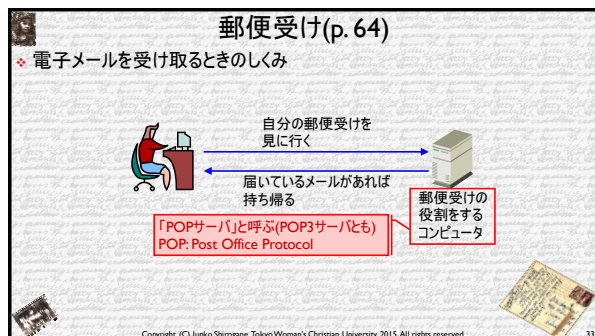 郵便受け(p. 64)
電子メールを受け取るときのしくみ
自分の郵便受けを
見に行く
届いているメールがあれば
持ち帰る
郵便受けの
役割をする
コンピュータ
「POPサーバ」と呼ぶ(POP3サーバとも)
POP: Post Office Protocol
Copyright (C) Junko Shirogane, Tokyo Woman's Christian University 2015. All rights reserved.
33